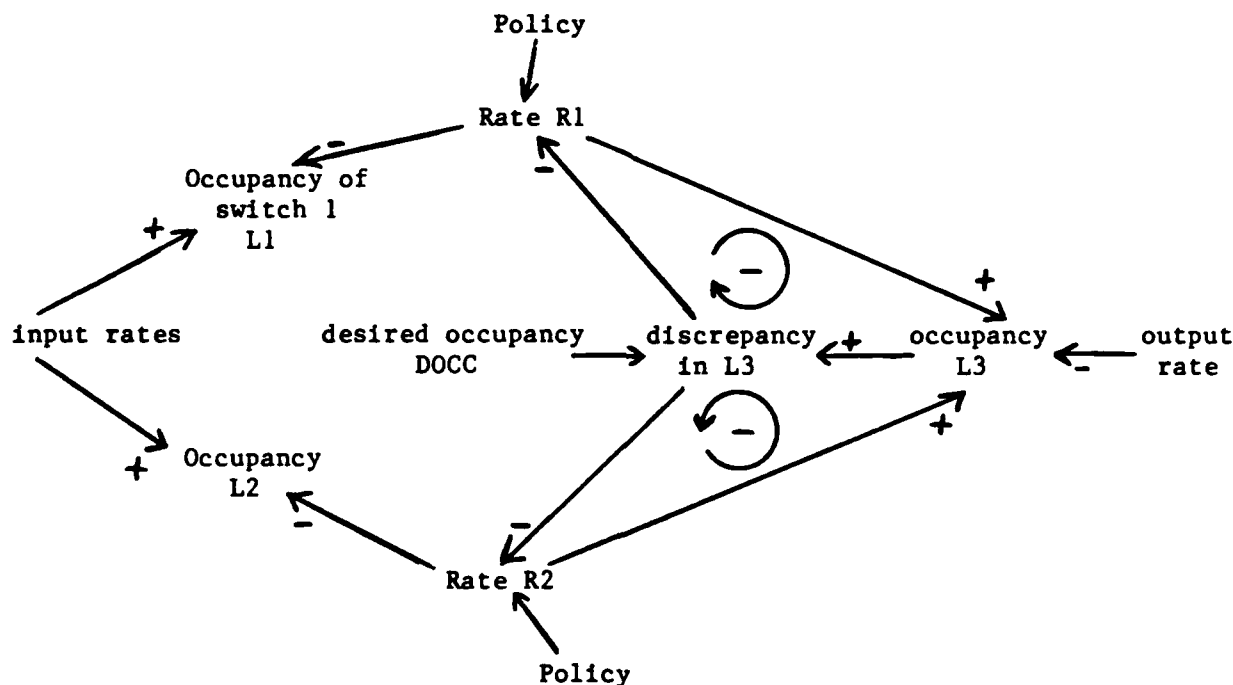 Policy
Rate R1
-
-
Occupancy of
switch 1
L1
+
-
+
input rates
desired occupancy
DOCC
discrepancy
in L3
+
occupancy
L3
-
output
rate
-
+
+
Occupancy
L2
-
-
Rate R2
Policy